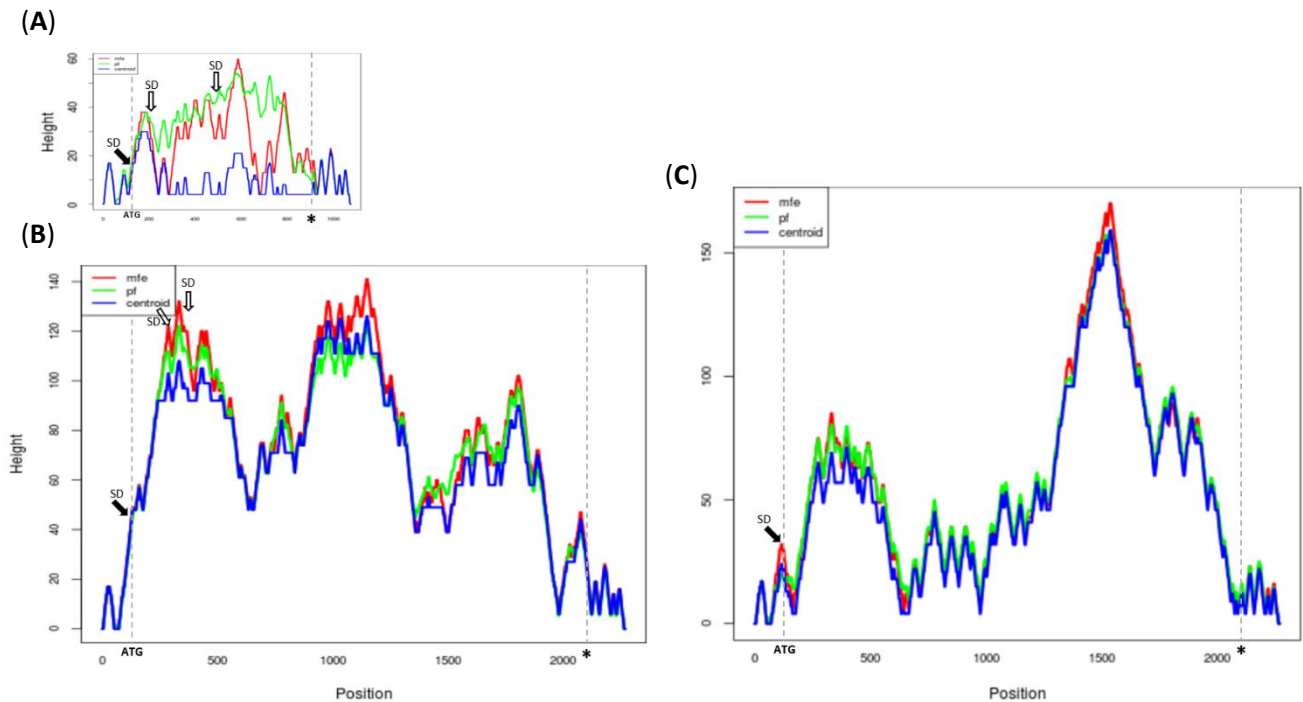 (A)
mfe
pf
centroid
SD
SD
SD
Height
0 20 40 60
0 200 400 600 800 1000
ATG
*
(B)
mfe
pf
centroid
SD
SD
SD
Height
0 20 40 60 80 100 120 140
0 500 1000 1500 2000
ATG
*
Position
(C)
mfe
pf
centroid
SD
0 50 100 150
0 500 1000 1500 2000
ATG
*
Position